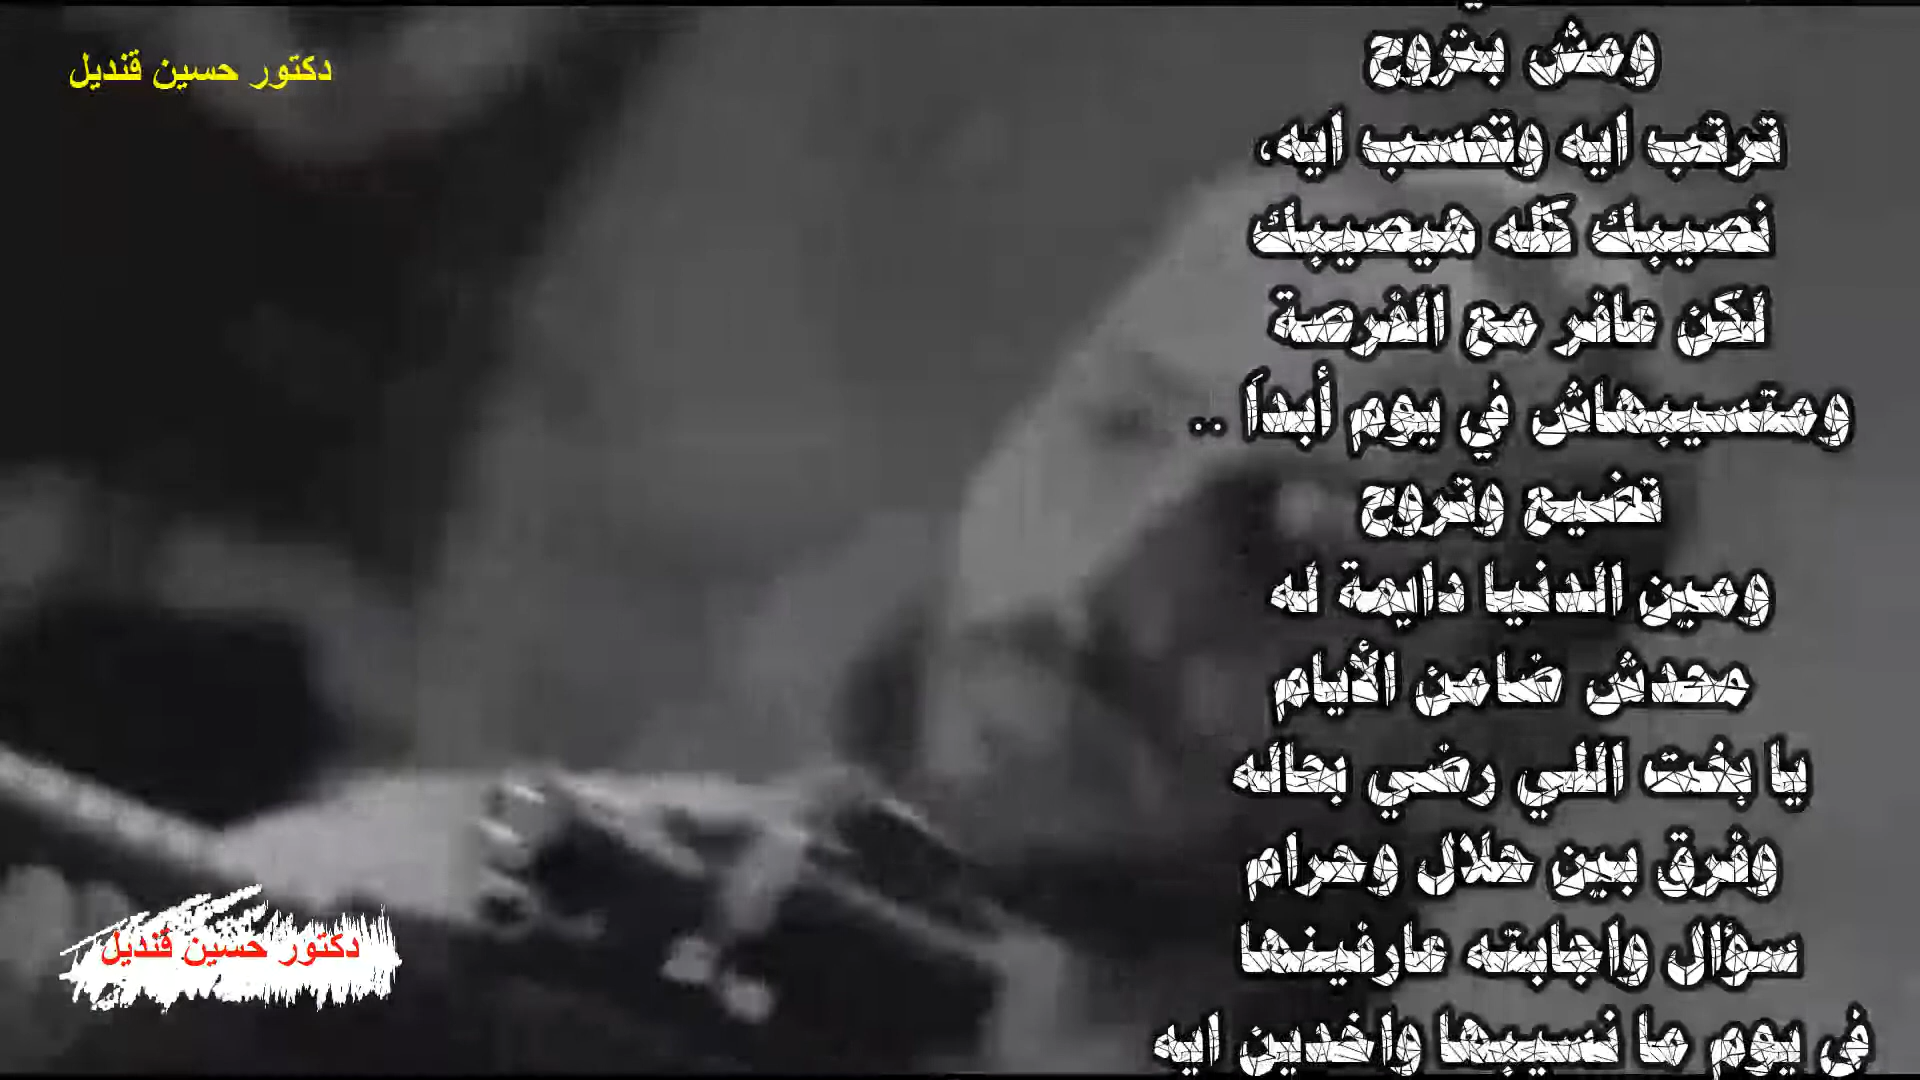 دكتور حسين قنديل
ومش بتروح
ترتب ايه وتحسب ايه،
نصيبك كله هيصيبك
لكن عافر مع الفرصة
ومتسيبهاش في يوم أبداً ..
تضيع وتروح
ومين الدنيا دايمة له
محدش ضامن الأيام
يا بخت اللي رضي بحاله
وفرق بين حلال وحرام
سؤال واجابته عارفينها
فى يوم ما نسيبها واخدين ايه
دكتور حسين قنديل